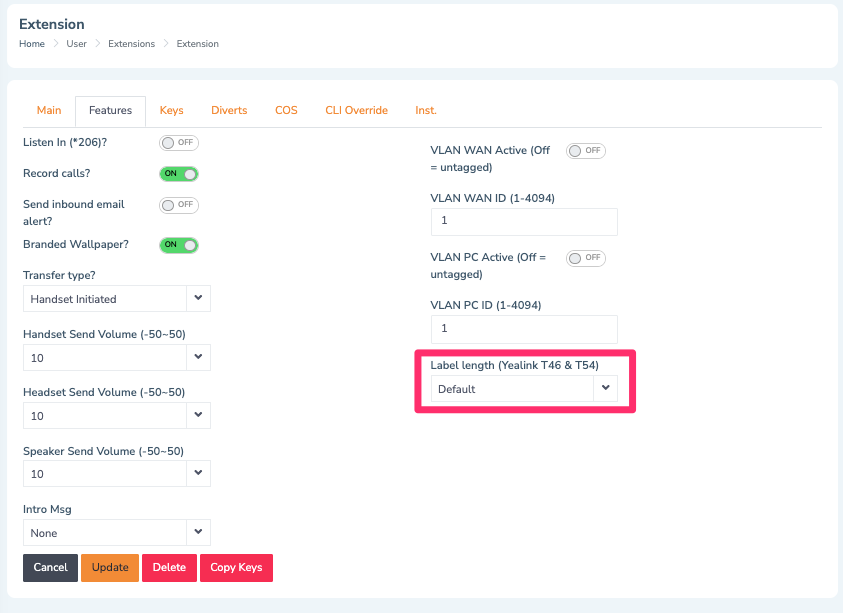 Extension
Home User Extensions Extension
Main Features Keys Diverts COS CLI Override Inst.
Listen In (*206)? OFF
Record calls? ON
Send inbound email
alert? OFF
Branded Wallpaper? ON
Transfer type?
Handset Initiated
Handset Send Volume (-50~50)
10
Headset Send Volume (-50~50)
10
Speaker Send Volume (-50~50)
10
Intro Msg
None
VLAN WAN Active (Off
= untagged) OFF
VLAN WAN ID (1-4094)
1
VLAN PC Active (Off =
untagged) OFF
VLAN PC ID (1-4094)
1
Label length (Yealink T46 & T54)
Default
Cancel Update Delete Copy Keys